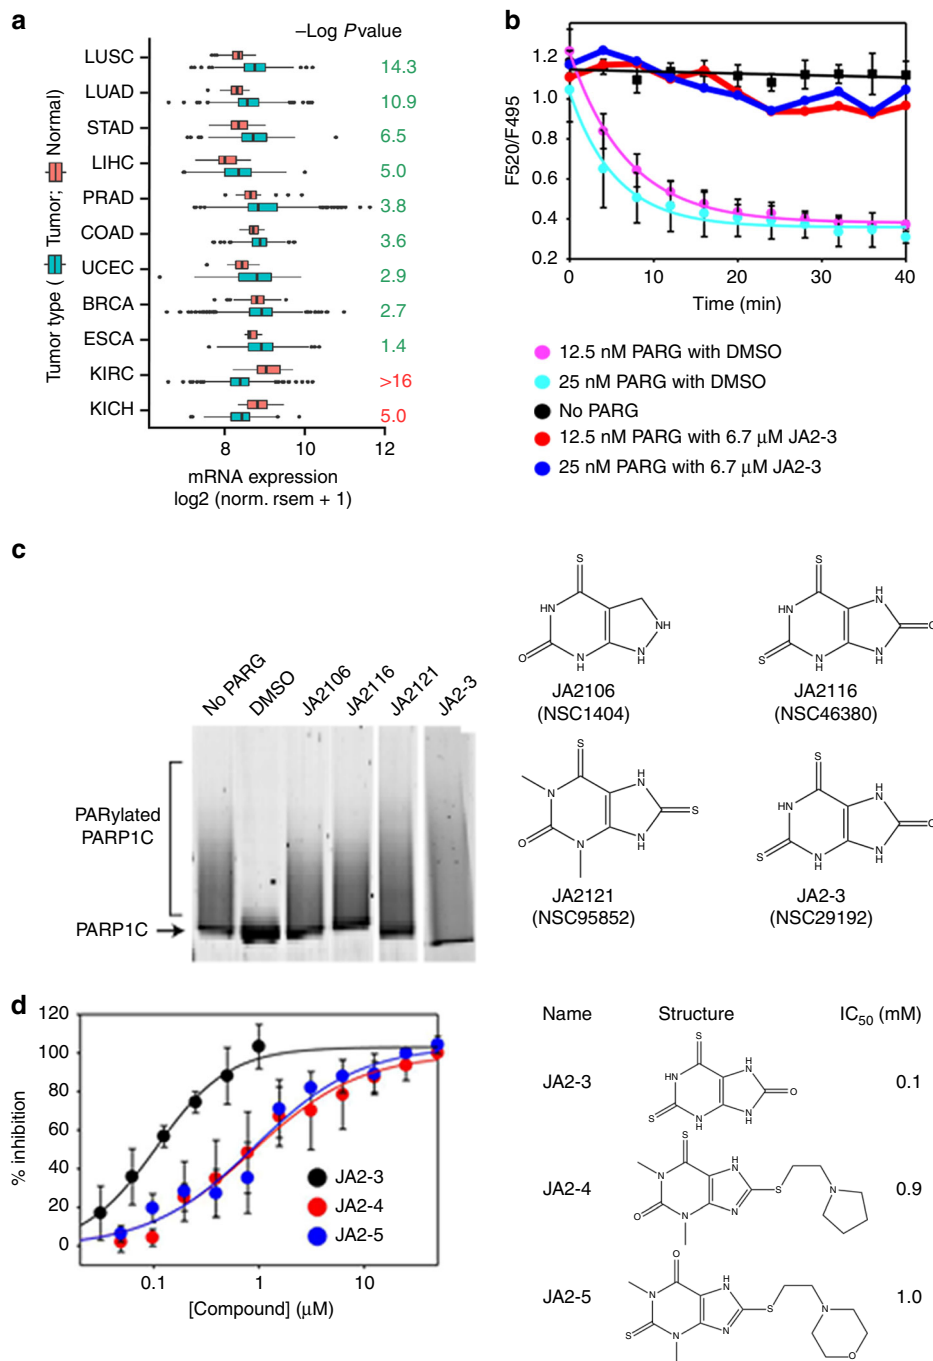 a
−Log Pvalue
Tumor type ( Tumor; Normal)
LUSC
14.3
LUAD
10.9
STAD
6.5
LIHC
5.0
PRAD
3.8
COAD
3.6
UCEC
2.9
BRCA
2.7
ESCA
1.4
KIRC
>16
KICH
5.0
8 10 12
mRNA expression
log2 (norm. rsem + 1)
b
F520/F495
1.2
1.0
0.8
0.6
0.4
0.2
0 10 20 30 40
Time (min)
12.5 nM PARG with DMSO
25 nM PARG with DMSO
No PARG
12.5 nM PARG with 6.7 μM JA2-3
25 nM PARG with 6.7 μM JA2-3
c
No PARG
DMSO
JA2106
JA2116
JA2121
JA2-3
PARylated
PARP1C
PARP1C
S
HN
NH
O
N
H
N
H
JA2106
(NSC1404)
S
H
N
HN
O
S
N
H
N
H
JA2116
(NSC46380)
S
H
N
N
S
O
N
N
H
JA2121
(NSC95852)
S
H
N
HN
O
S
N
H
N
H
JA2-3
(NSC29192)
d
% inhibition
120
100
80
60
40
20
0
JA2-3
JA2-4
JA2-5
0.1 1 10
[Compound] (μM)
Name Structure IC50 (mM)
JA2-3
S
H
N
HN
O
S
N
H
N
H
0.1
JA2-4
S
H
N
N
S
N
O
N
N
0.9
JA2-5
O
H
N
N
S
N
S
N
N
O
1.0